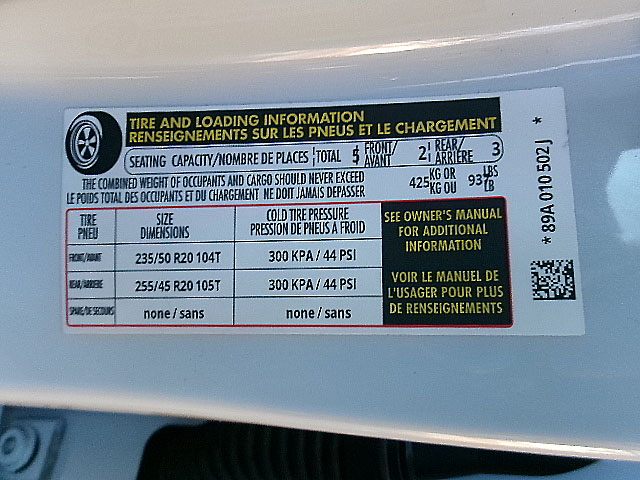 TIRE AND LOADING INFORMATION
RENSEIGNEMENTS SUR LES PNEUS ET LE CHARGEMENT
SEATING CAPACITY/NOMBRE DE PLACES TOTAL 5 FRONT/AVANT 2 REAR/ARRIÈRE 3
THE COMBINED WEIGHT OF OCCUPANTS AND CARGO SHOULD NEVER EXCEED
LE POIDS TOTAL DES OCCUPANTS ET DU CHARGEMENT NE DOIT JAMAIS DEPASSER
425 KG OR KG OU 937 LBS LB
TIRE PNEU SIZE DIMENSIONS COLD TIRE PRESSURE PRESSION DE PNEUS A FROID
FRONT/AVANT 235/50 R20 104T 300 KPA / 44 PSI
REAR/ARRIERE 255/45 R20 105T 300 KPA / 44 PSI
SPARE/DE SECOURS none / sans none / sans
SEE OWNER'S MANUAL
FOR ADDITIONAL
INFORMATION
VOIR LE MANUEL DE
L'USAGER POUR PLUS
DE RENSEIGNEMENTS
* 89A 010 502J *